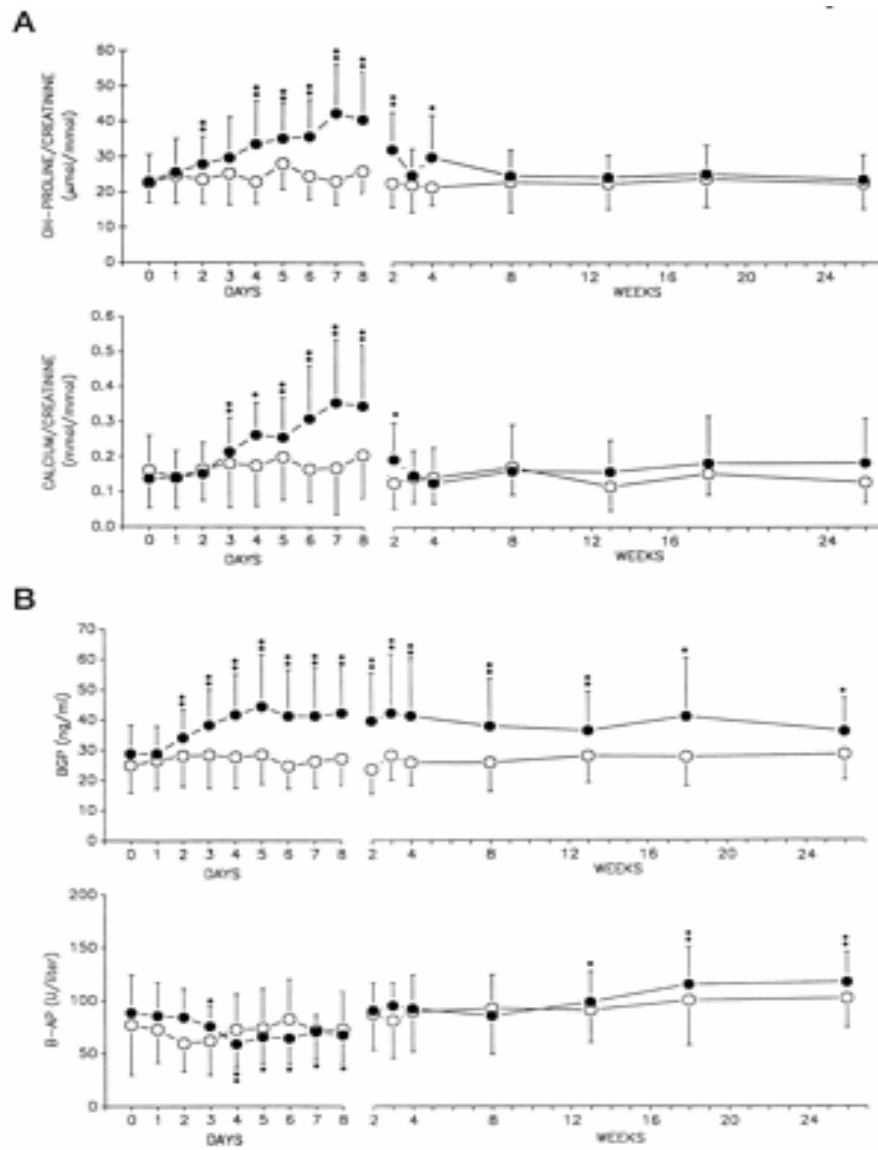 A
OH-PROLINE/CREATININE
(μmol/mmol)
60
50
40
30
20
10
0
0 1 2 3 4 5 6 7 8 2 4 8 12 16 20 24
DAYS WEEKS
CALCIUM/CREATININE
(mmol/mmol)
0.6
0.5
0.4
0.3
0.2
0.1
0.0
0 1 2 3 4 5 6 7 8 2 4 8 12 16 20 24
DAYS WEEKS
B
BGP (ng/ml)
70
60
50
40
30
20
10
0
0 1 2 3 4 5 6 7 8 2 4 8 12 16 20 24
DAYS WEEKS
B-AP (U/liter)
200
150
100
50
0
0 1 2 3 4 5 6 7 8 2 4 8 12 16 20 24
DAYS WEEKS